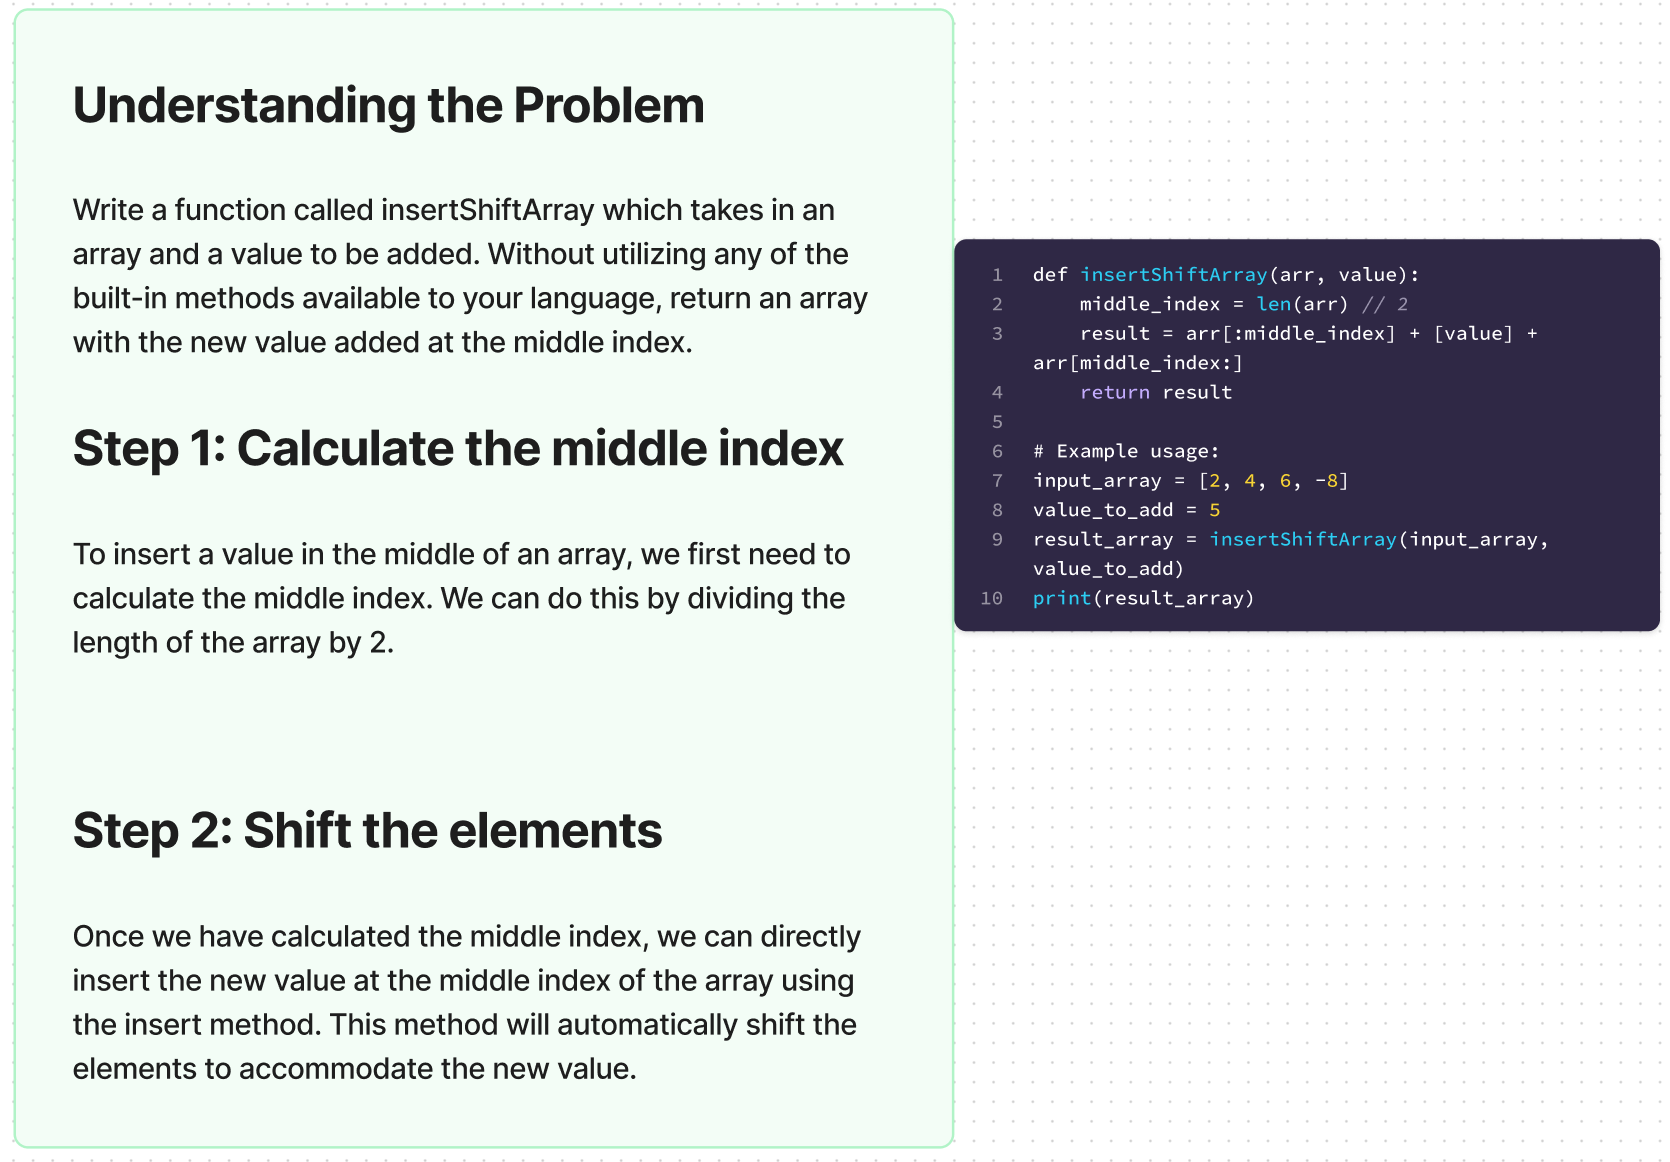 Understanding the Problem
Write a function called insertShiftArray which takes in an
array and a value to be added. Without utilizing any of the
built-in methods available to your language, return an array
with the new value added at the middle index.
Step 1: Calculate the middle index
To insert a value in the middle of an array, we first need to
calculate the middle index. We can do this by dividing the
length of the array by 2.
Step 2: Shift the elements
Once we have calculated the middle index, we can directly
insert the new value at the middle index of the array using
the insert method. This method will automatically shift the
elements to accommodate the new value.
1 def insertShiftArray(arr, value):
2     middle_index = len(arr) // 2
3     result = arr[:middle_index] + [value] +
arr[middle_index:]
4     return result
5
6 # Example usage:
7 input_array = [2, 4, 6, -8]
8 value_to_add = 5
9 result_array = insertShiftArray(input_array,
value_to_add)
10 print(result_array)